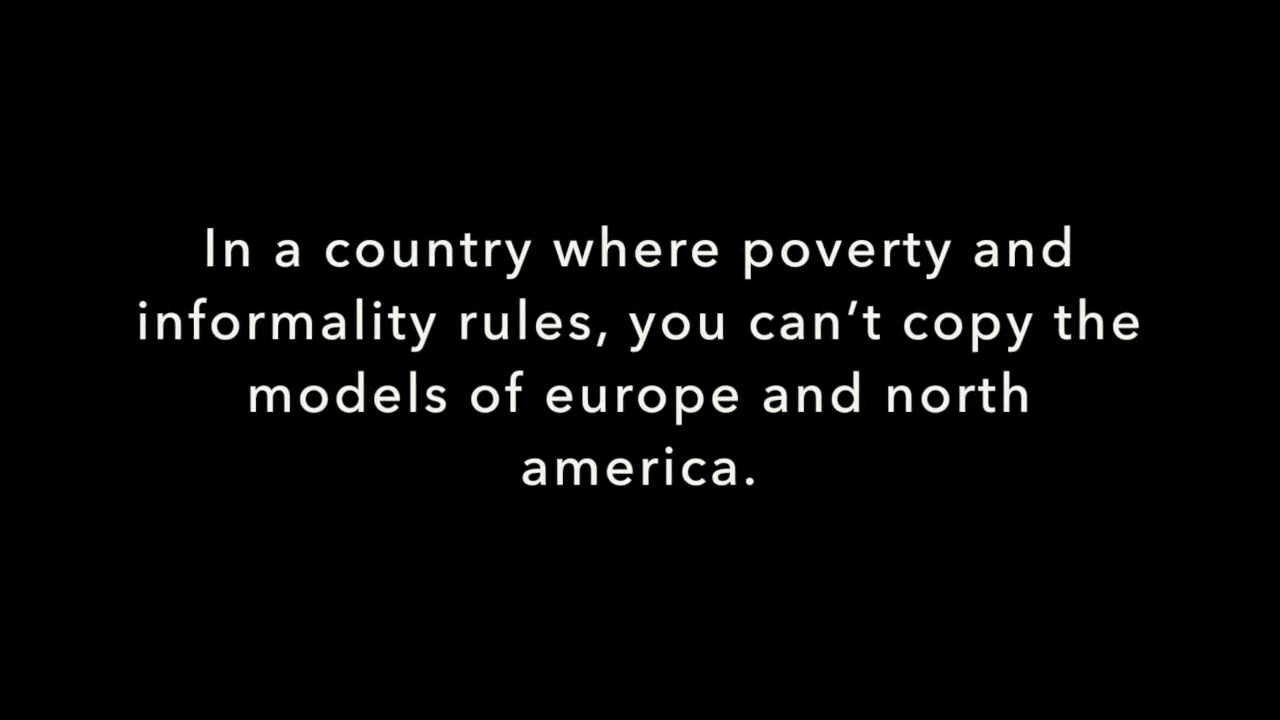 In a country where poverty and
informality rules, you can’t copy the
models of europe and north
america.